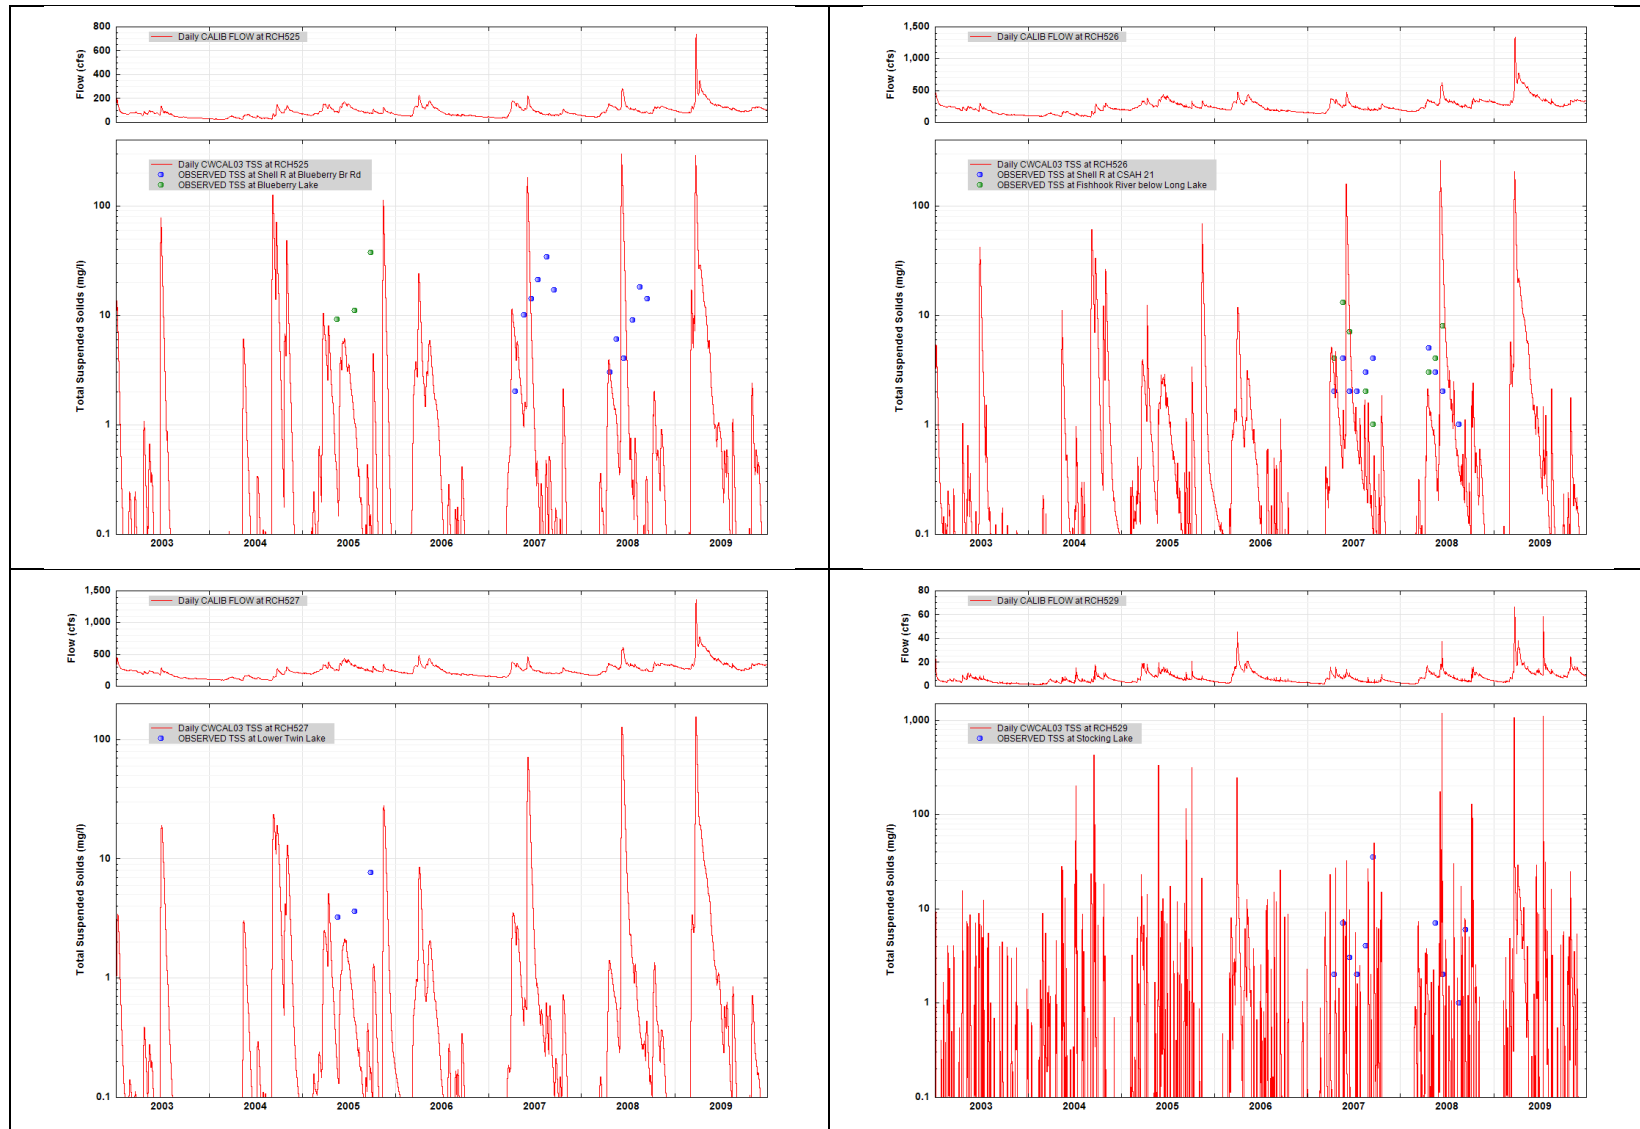 Flow (cfs)
800
600
400
200
0
Daily CALIB FLOW at RCH525
Total Suspended Solids (mg/l)
100
10
1
0.1
Daily CWCAL03 TSS at RCH525
OBSERVED TSS at Shell R at Blueberry Br Rd
OBSERVED TSS at Blueberry Lake
2003 2004 2005 2006 2007 2008 2009
Flow (cfs)
1,500
1,000
500
0
Daily CALIB FLOW at RCH526
Total Suspended Solids (mg/l)
100
10
1
0.1
Daily CWCAL03 TSS at RCH526
OBSERVED TSS at Shell R at CSAH 21
OBSERVED TSS at Fishhook River below Long Lake
2003 2004 2005 2006 2007 2008 2009
Flow (cfs)
1,500
1,000
500
0
Daily CALIB FLOW at RCH527
Total Suspended Solids (mg/l)
100
10
1
0.1
Daily CWCAL03 TSS at RCH527
OBSERVED TSS at Lower Twin Lake
2003 2004 2005 2006 2007 2008 2009
Flow (cfs)
80
60
40
20
0
Daily CALIB FLOW at RCH529
Total Suspended Solids (mg/l)
1,000
100
10
1
0.1
Daily CWCAL03 TSS at RCH529
OBSERVED TSS at Stocking Lake
2003 2004 2005 2006 2007 2008 2009